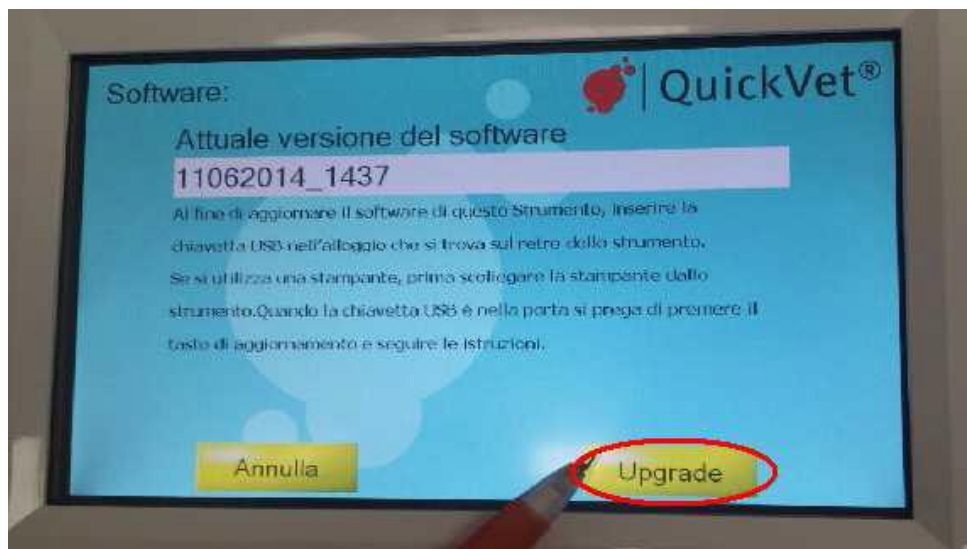 Software:
QuickVet®
Attuale versione del software
11062014_1437
Al fine di aggiornare il software di questo Strumento, inserire la
chiavetta USB nell'alloggio che si trova sul retro dello strumento.
Se si utilizza una stampante, prima scollegare la stampante dallo
strumento.Quando la chiavetta USB è nella porta si prega di premere il
tasto di aggiornamento e seguire le istruzioni.
Annulla
Upgrade